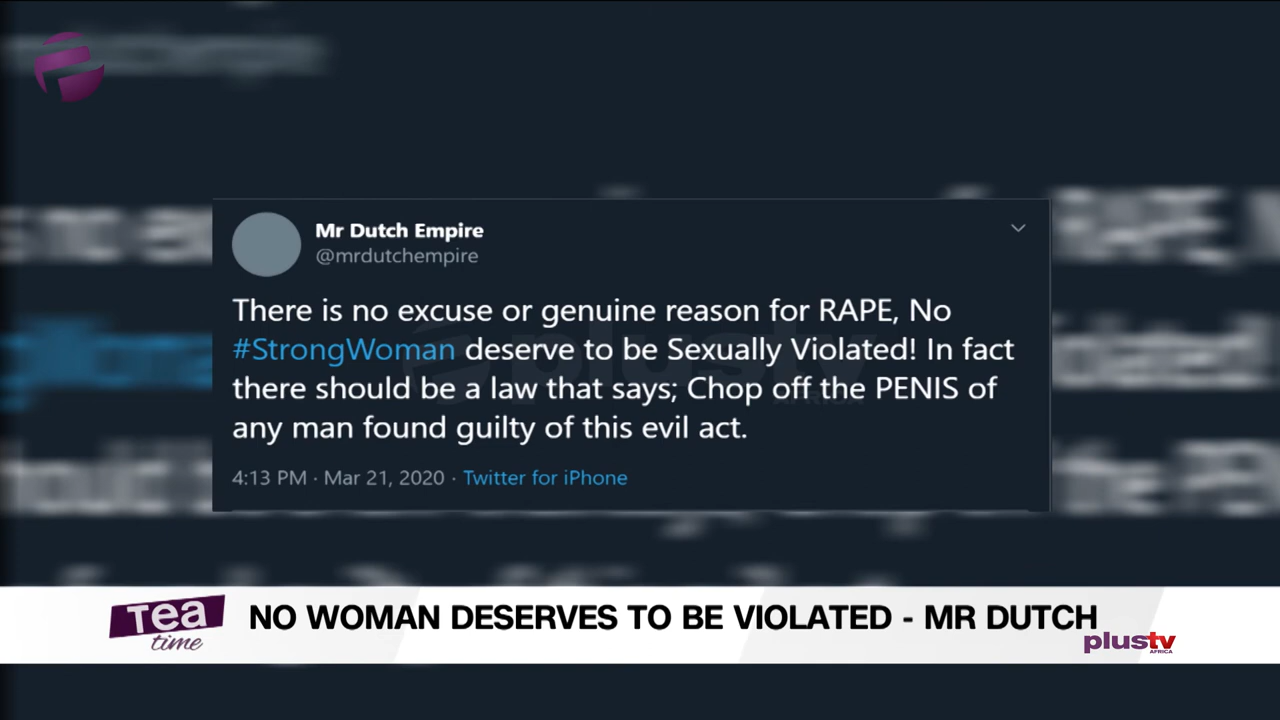 Mr Dutch Empire
@mrdutchempire
There is no excuse or genuine reason for RAPE, No
#StrongWoman deserve to be Sexually Violated! In fact
there should be a law that says; Chop off the PENIS of
any man found guilty of this evil act.
4:13 PM · Mar 21, 2020 · Twitter for iPhone
Tea
time
NO WOMAN DESERVES TO BE VIOLATED - MR DUTCH
plustv
AFRICA